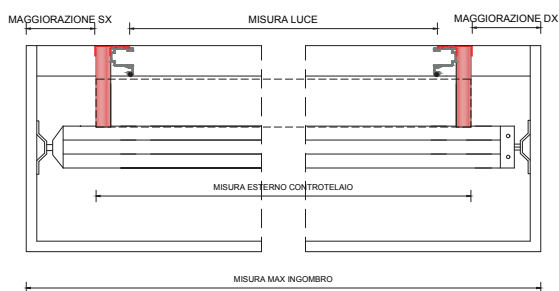 MAGGIORAZIONE SX
MISURA LUCE
MAGGIORAZIONE DX
MISURA ESTERNO CONTROTELAIO
MISURA MAX INGOMBRO